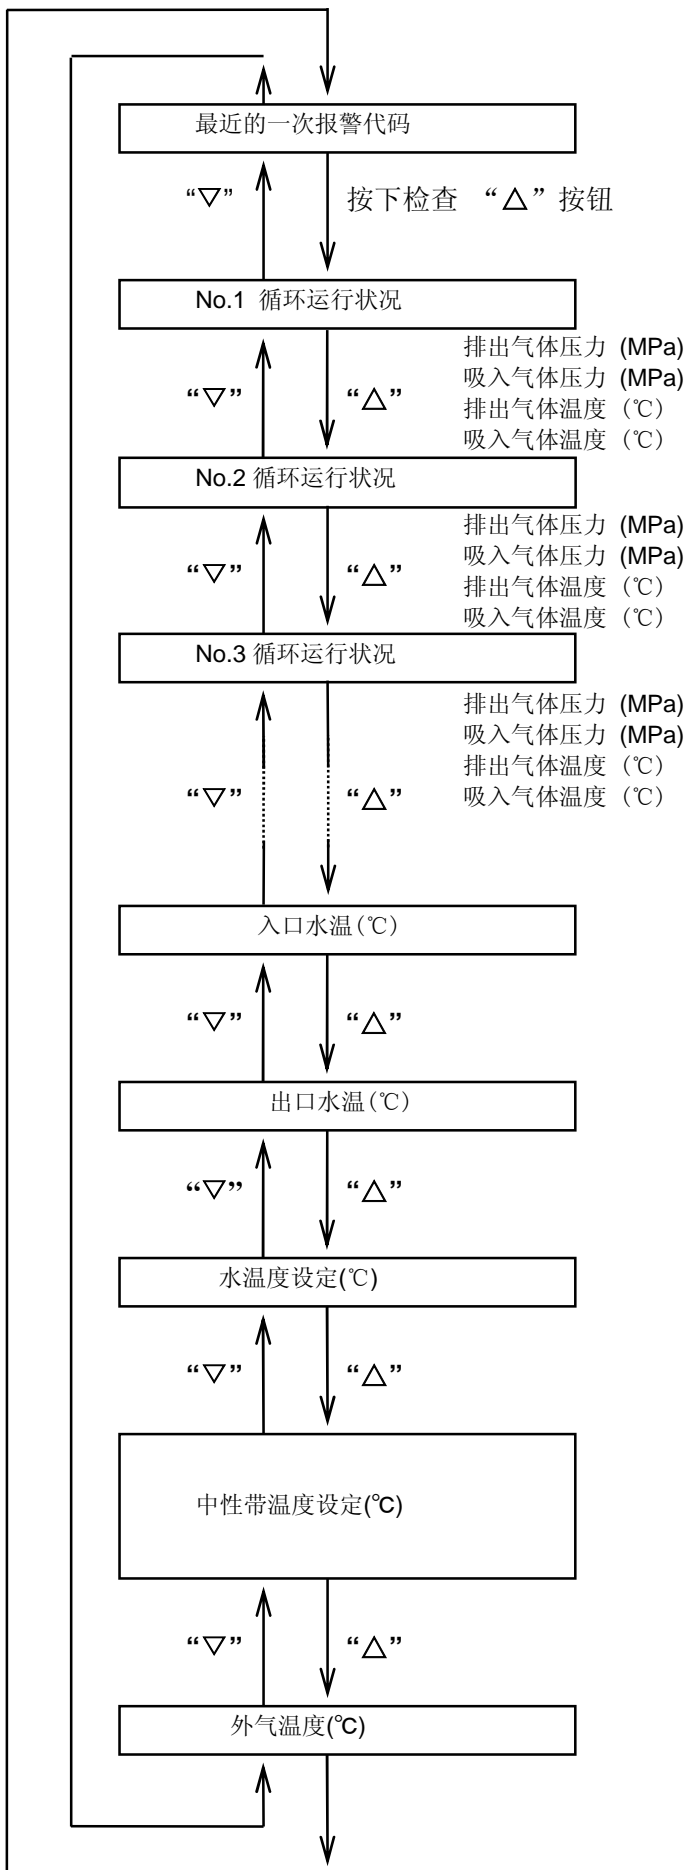 最近的一次报警代码
“▽” 按下检查 “△” 按钮
No.1 循环运行状况
排出气体压力 (MPa)
吸入气体压力 (MPa)
排出气体温度（℃）
吸入气体温度（℃）
“▽” “△”
No.2 循环运行状况
排出气体压力 (MPa)
吸入气体压力 (MPa)
排出气体温度（℃）
吸入气体温度（℃）
“▽” “△”
No.3 循环运行状况
排出气体压力 (MPa)
吸入气体压力 (MPa)
排出气体温度（℃）
吸入气体温度（℃）
“▽” “△”
入口水温(℃)
“▽” “△”
出口水温(℃)
“▽” “△”
水温度设定(℃)
“▽” “△”
中性带温度设定(℃)
“▽” “△”
外气温度(℃)